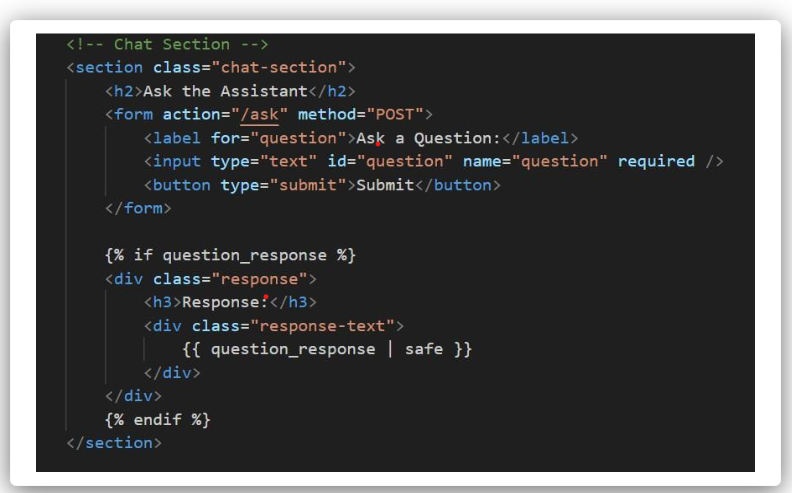 <!-- Chat Section -->
<section class="chat-section">
    <h2>Ask the Assistant</h2>
    <form action="/ask" method="POST">
        <label for="question">Ask a Question:</label>
        <input type="text" id="question" name="question" required />
        <button type="submit">Submit</button>
    </form>

    {% if question_response %}
    <div class="response">
        <h3>Response:</h3>
        <div class="response-text">
            {{ question_response | safe }}
        </div>
    </div>
    {% endif %}
</section>